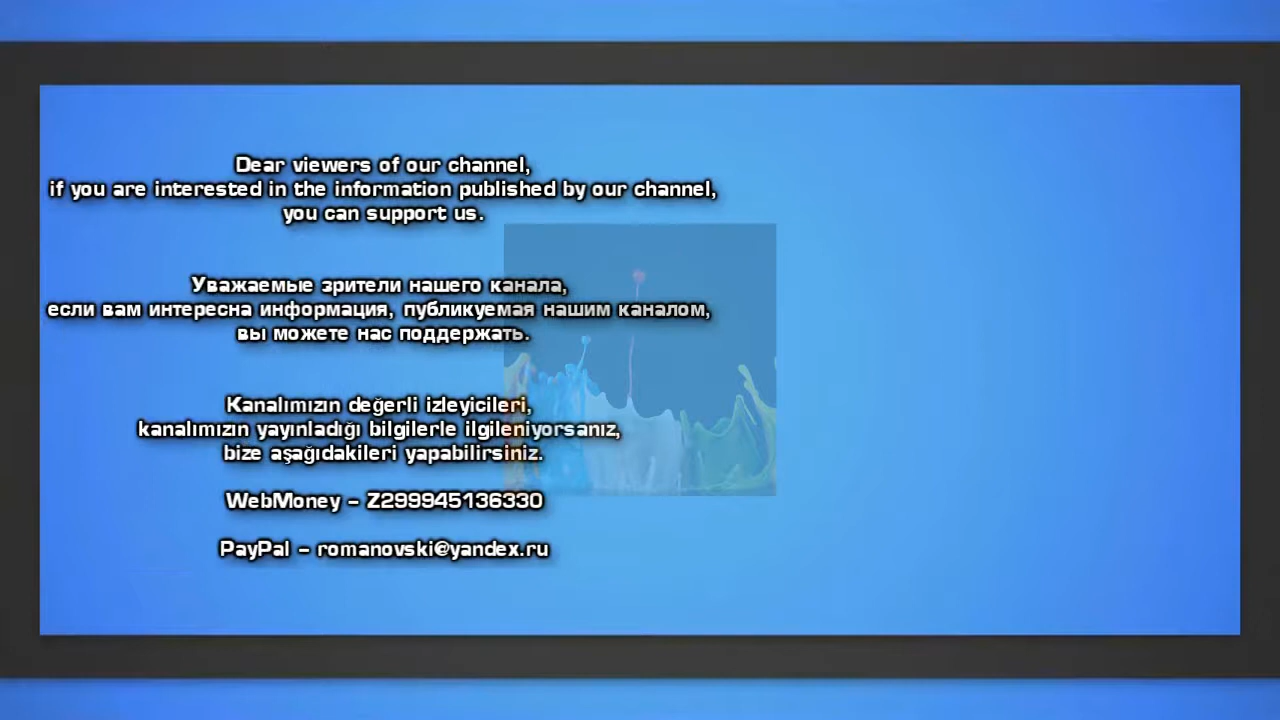 Dear viewers of our channel,
if you are interested in the information published by our channel,
you can support us.
Уважаемые зрители нашего канала,
если вам интересна информация, публикуемая нашим каналом,
вы можете нас поддержать.
Kanalımızın değerli izleyicileri,
kanalımızın yayınladığı bilgilerle ilgileniyorsanız,
bize aşağıdakileri yapabilirsiniz.
WebMoney - Z299945136330
PayPal - romanovski@yandex.ru